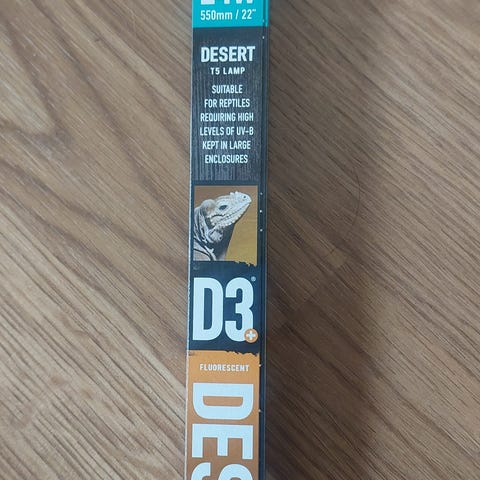 24W
550mm / 22"
DESERT
T5 LAMP
SUITABLE
FOR REPTILES
REQUIRING HIGH
LEVELS OF UV-B
KEPT IN LARGE
ENCLOSURES
D3+
FLUORESCENT
DES